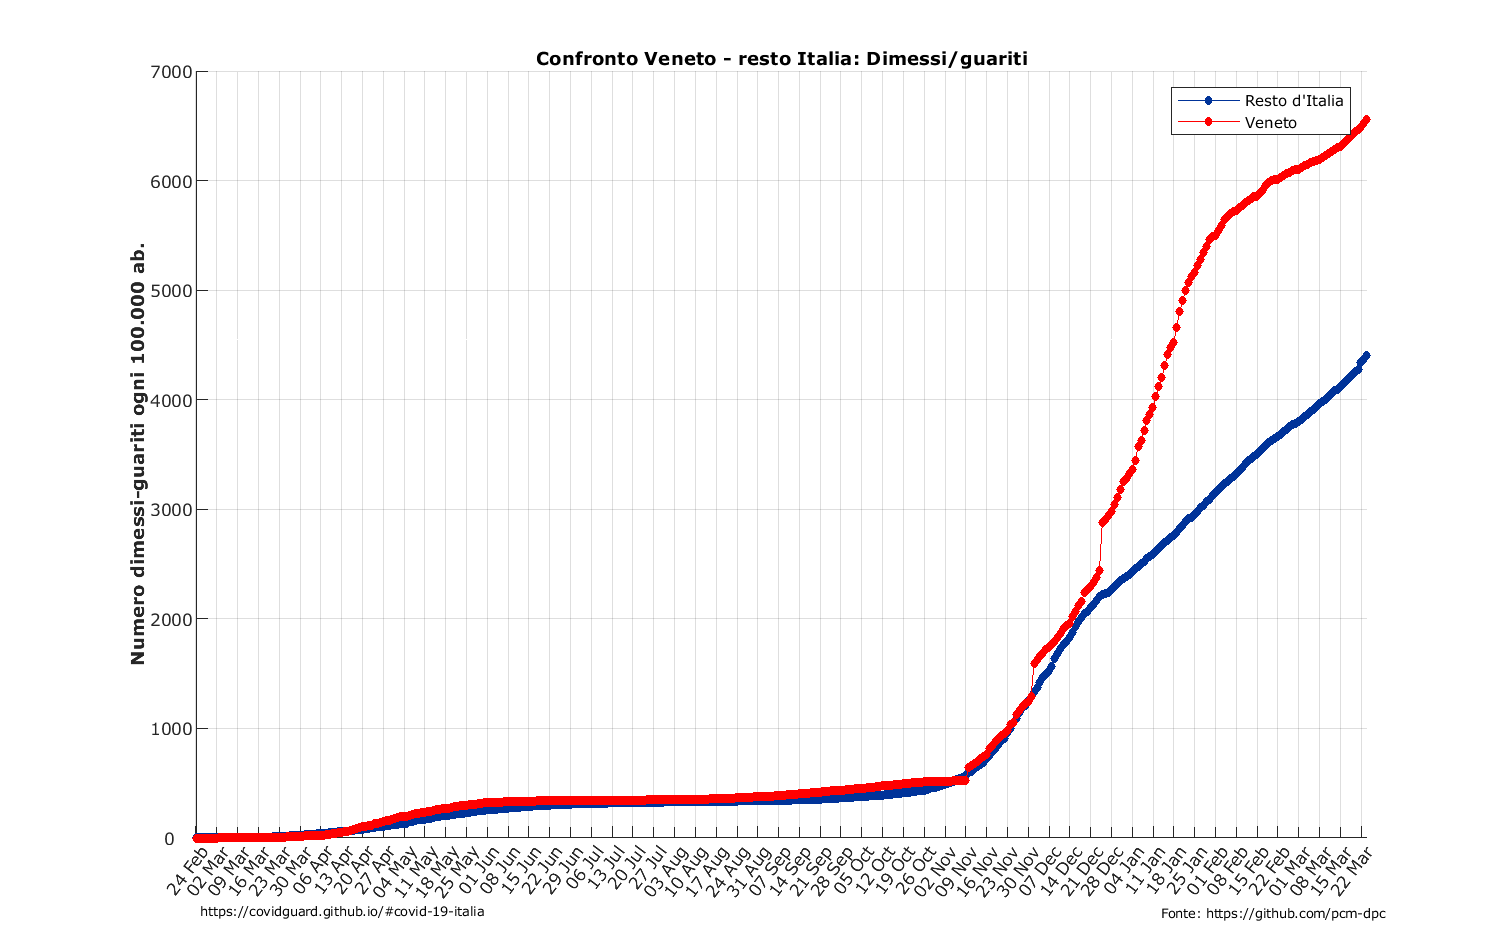 Confronto Veneto - resto Italia: Dimessi/guariti
Resto d'Italia
Veneto
Numero dimessi-guariti ogni 100.000 ab.
7000
6000
5000
4000
3000
2000
1000
0
24 Feb
02 Mar
09 Mar
16 Mar
23 Mar
30 Mar
06 Apr
13 Apr
20 Apr
27 Apr
04 May
11 May
18 May
25 May
01 Jun
08 Jun
15 Jun
22 Jun
29 Jun
06 Jul
13 Jul
20 Jul
27 Jul
03 Aug
10 Aug
17 Aug
24 Aug
31 Aug
07 Sep
14 Sep
21 Sep
28 Sep
05 Oct
12 Oct
19 Oct
26 Oct
02 Nov
09 Nov
16 Nov
23 Nov
30 Nov
07 Dec
14 Dec
21 Dec
28 Dec
04 Jan
11 Jan
18 Jan
25 Jan
01 Feb
08 Feb
15 Feb
22 Feb
01 Mar
08 Mar
15 Mar
22 Mar
https://covidguard.github.io/#covid-19-italia
Fonte: https://github.com/pcm-dpc